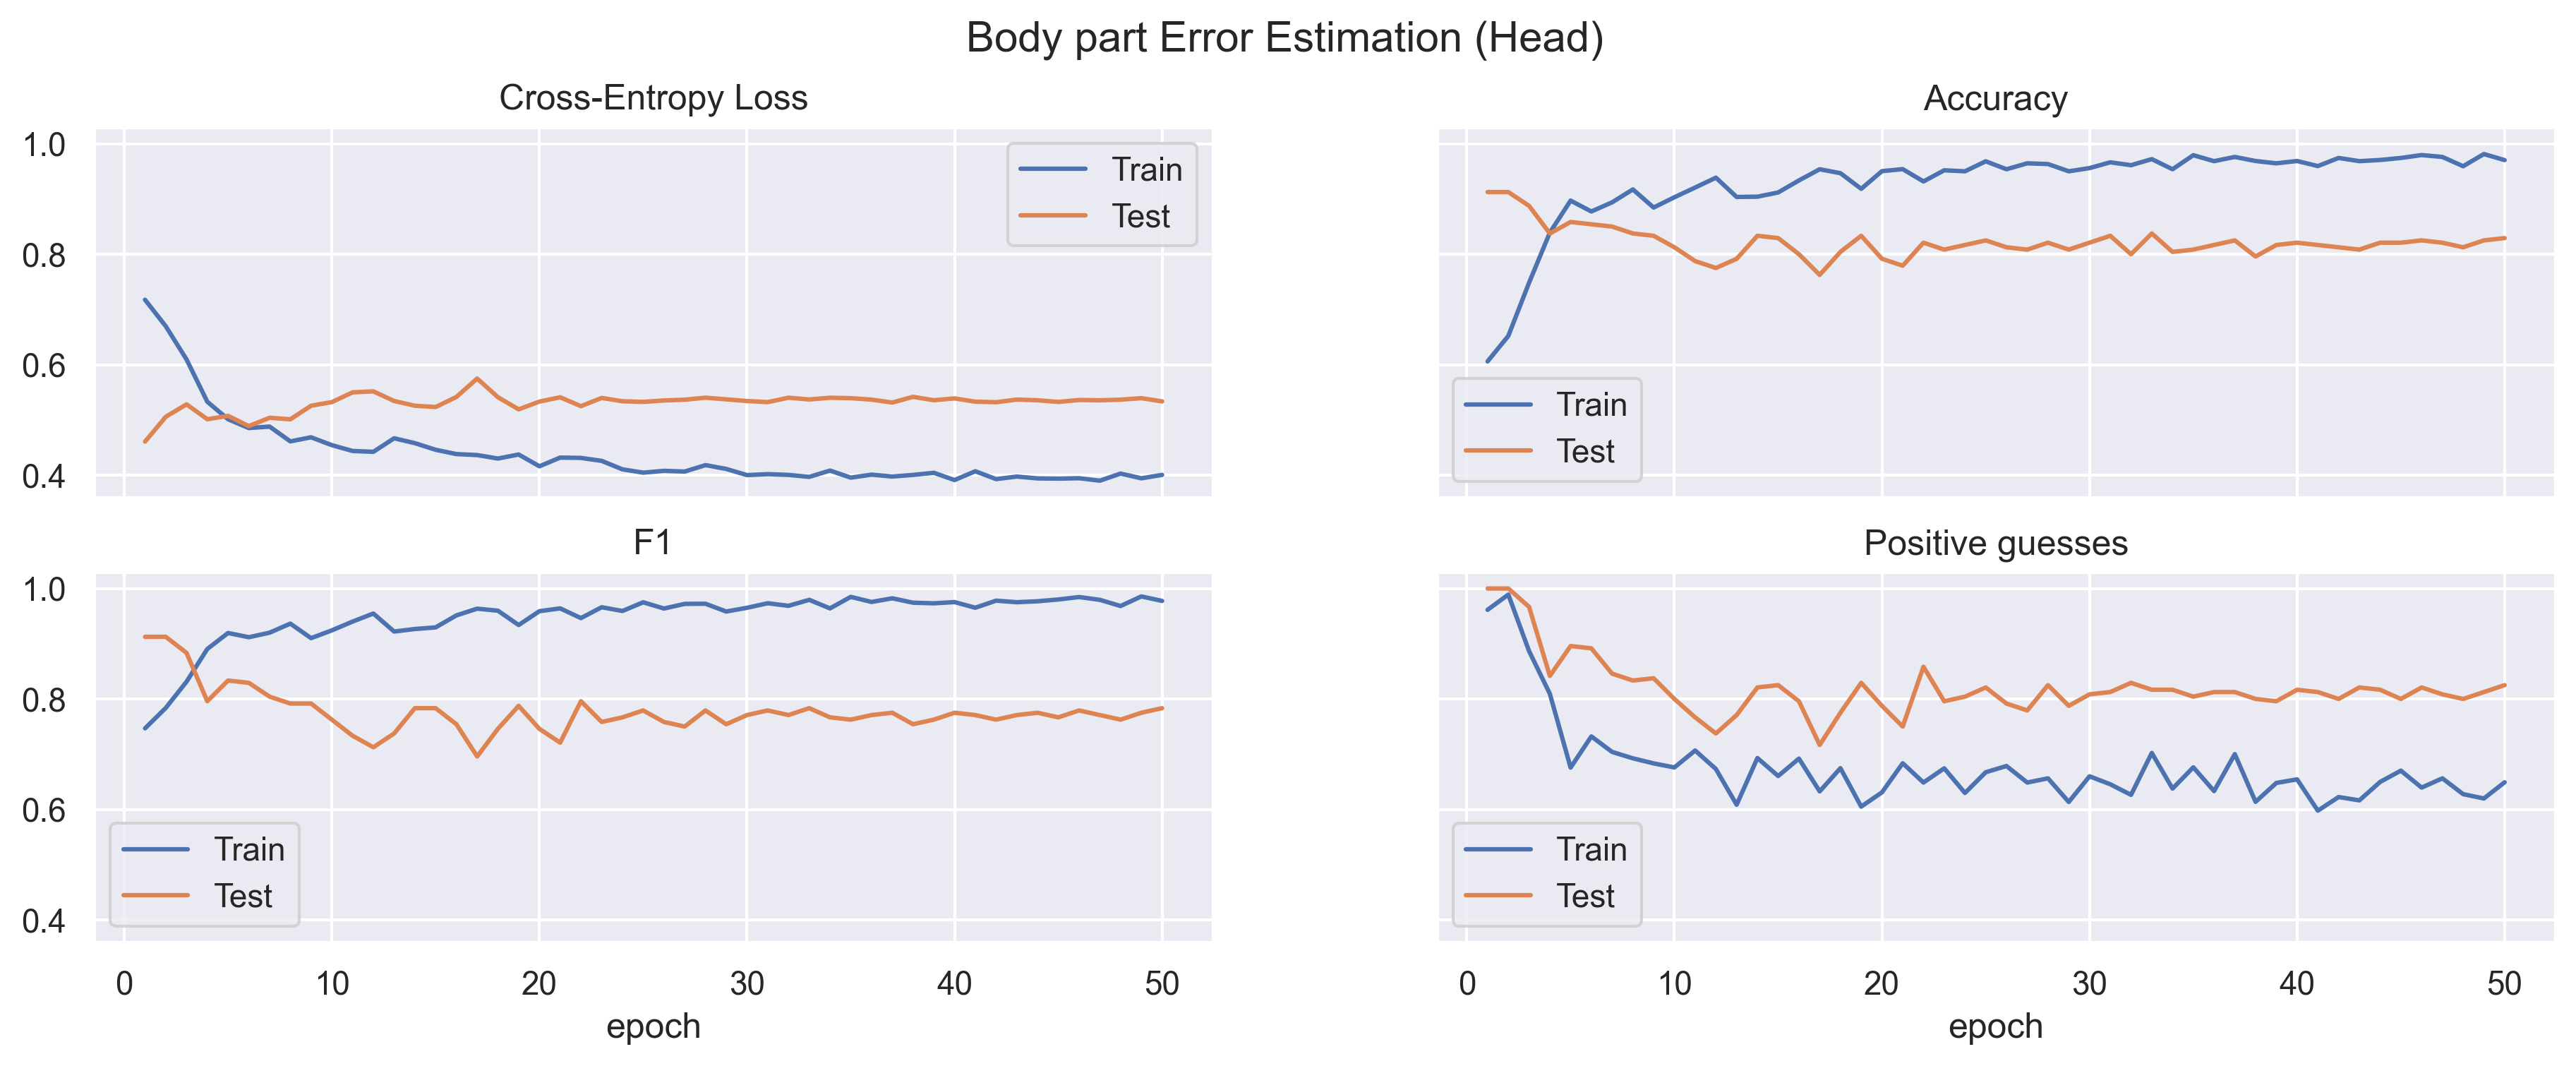 Body part Error Estimation (Head)
Cross-Entropy Loss
1.0
0.8
0.6
0.4
Train
Test
Accuracy
Train
Test
F1
1.0
0.8
0.6
0.4
Train
Test
0 10 20 30 40 50
epoch
Positive guesses
Train
Test
0 10 20 30 40 50
epoch